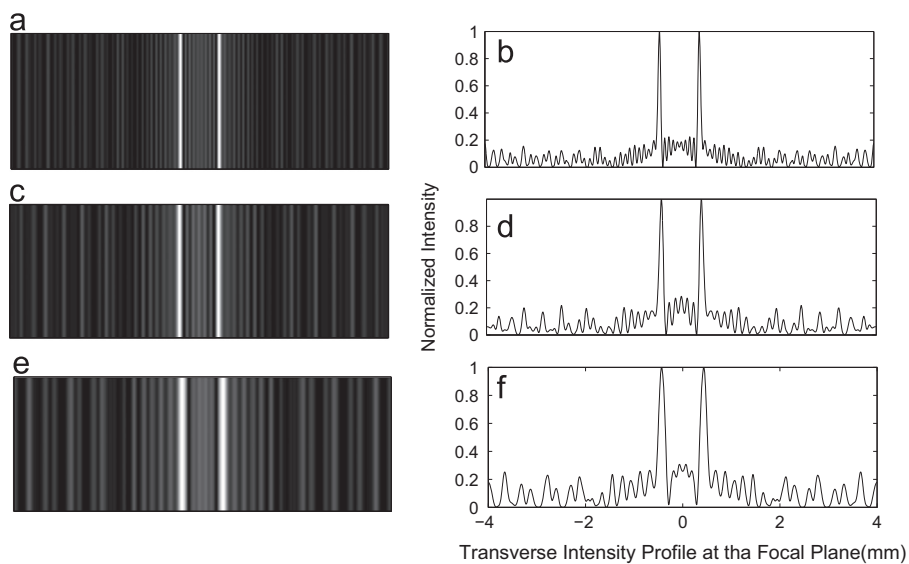 a
b
1
0.8
0.6
0.4
0.2
0
c
d
0.8
0.6
0.4
0.2
0
Normalized Intensity
e
f
1
0.8
0.6
0.4
0.2
0
−4 −2 0 2 4
Transverse Intensity Profile at tha Focal Plane(mm)